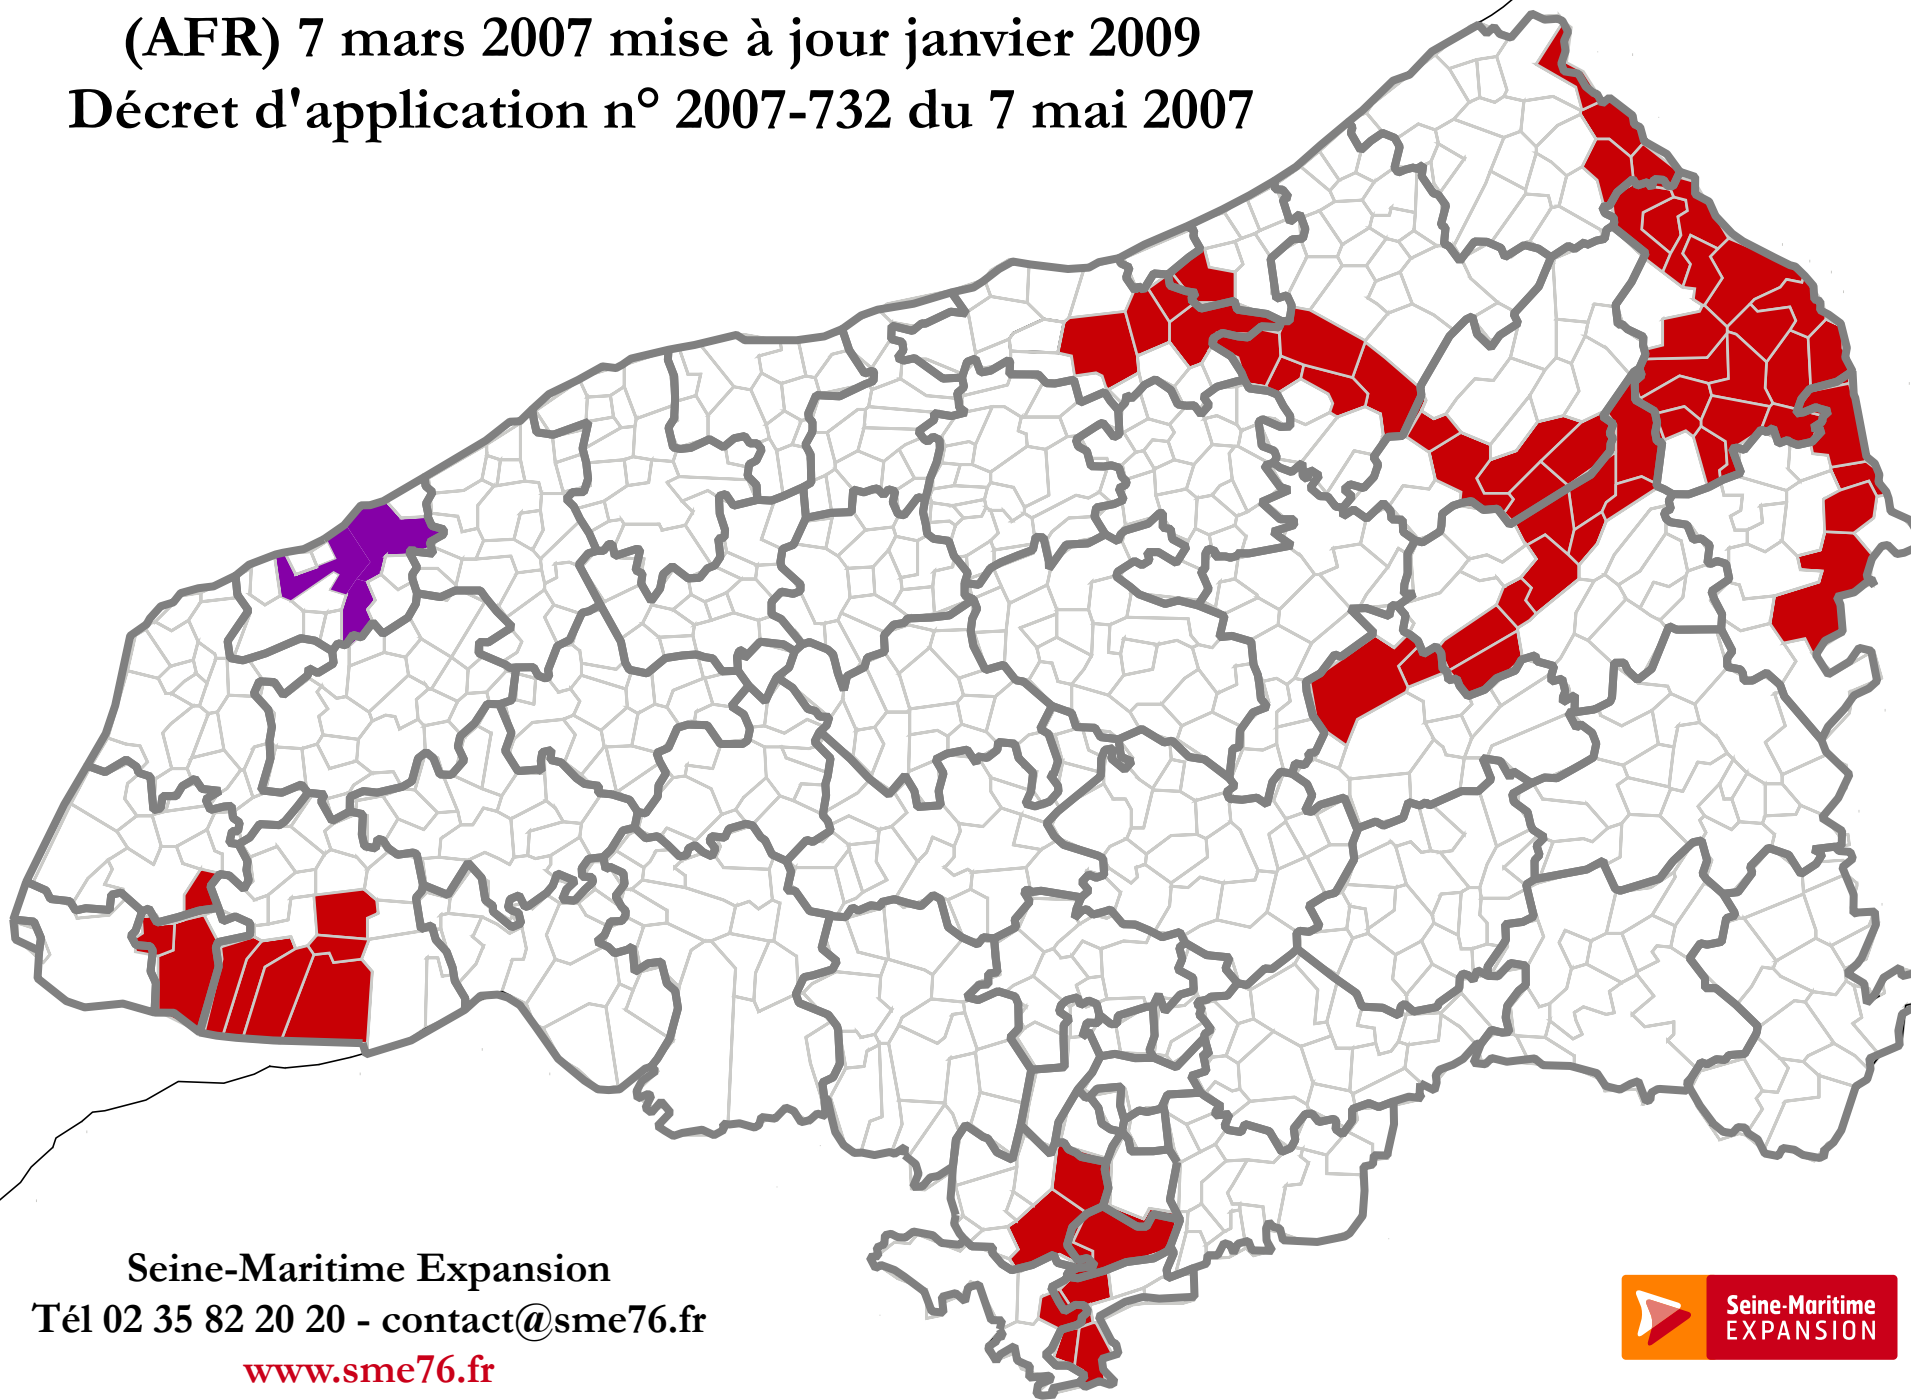 (AFR) 7 mars 2007 mise à jour janvier 2009
Décret d'application n° 2007-732 du 7 mai 2007
Seine-Maritime Expansion
Tél 02 35 82 20 20 - contact@sme76.fr
www.sme76.fr
Seine-Maritime
EXPANSION